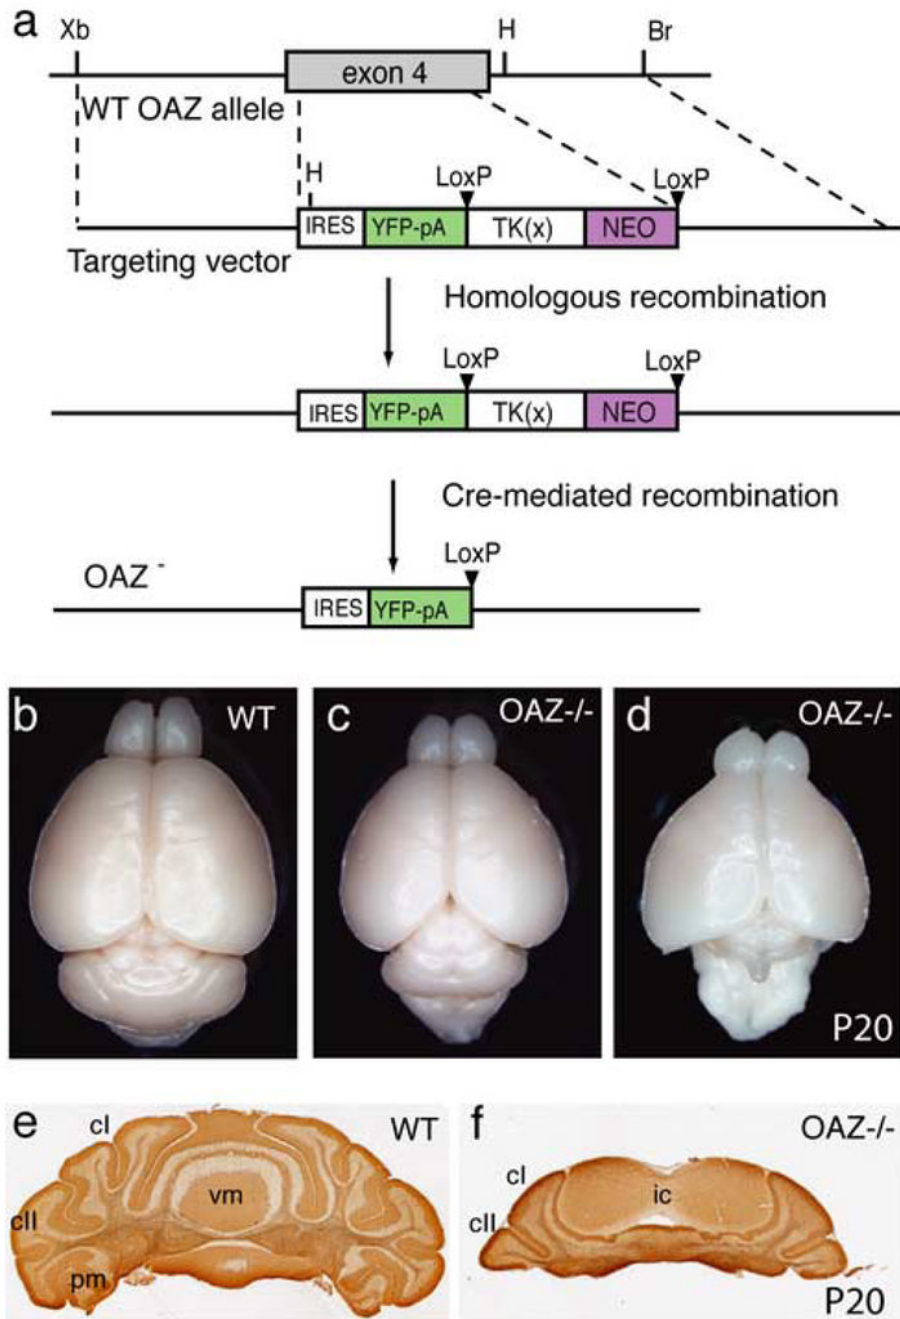 a
Xb
H
Br
exon 4
WT OAZ allele
H
LoxP
LoxP
IRES
YFP-pA
TK(x)
NEO
Targeting vector
Homologous recombination
LoxP
LoxP
IRES
YFP-pA
TK(x)
NEO
Cre-mediated recombination
LoxP
OAZ -
IRES
YFP-pA
b
WT
c
OAZ-/-
d
OAZ-/-
P20
e
cI
WT
vm
cII
pm
f
OAZ-/-
cI
ic
cII
P20